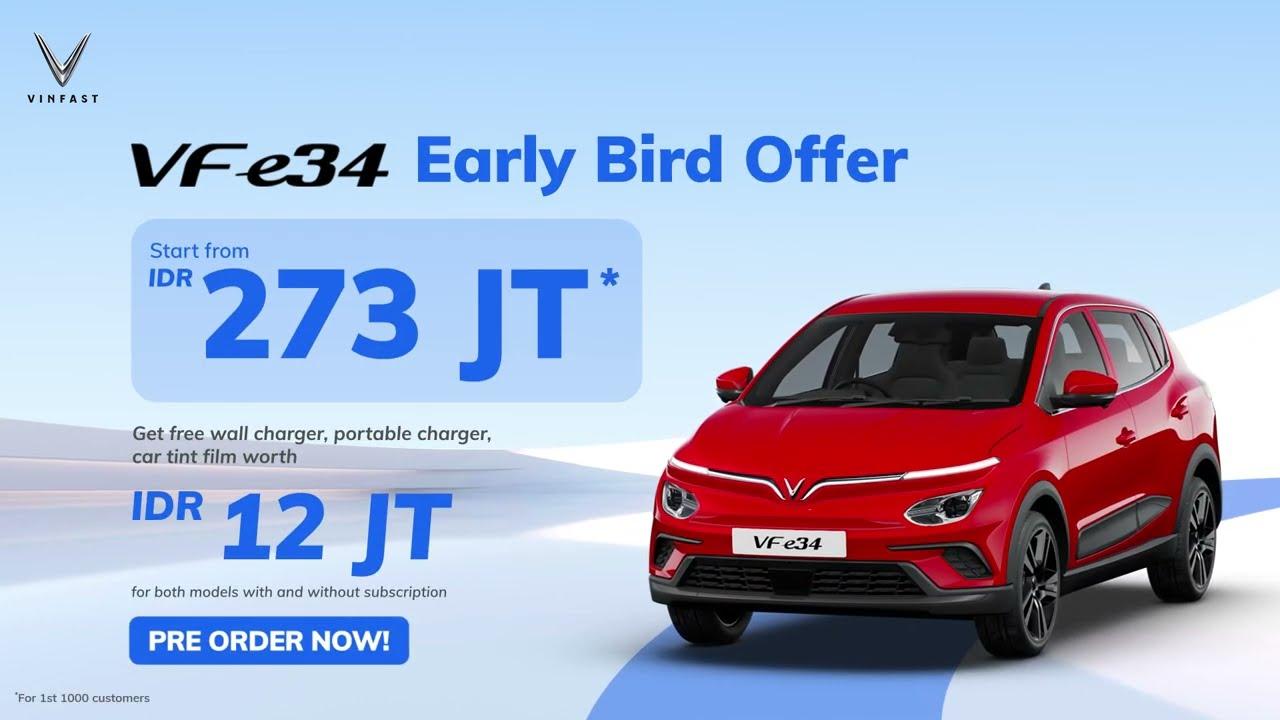 VINFAST
VF e34 Early Bird Offer
Start from
IDR 273 JT*
Get free wall charger, portable charger,
car tint film worth
IDR 12 JT
for both models with and without subscription
PRE ORDER NOW!
VF e34
*For 1st 1000 customers